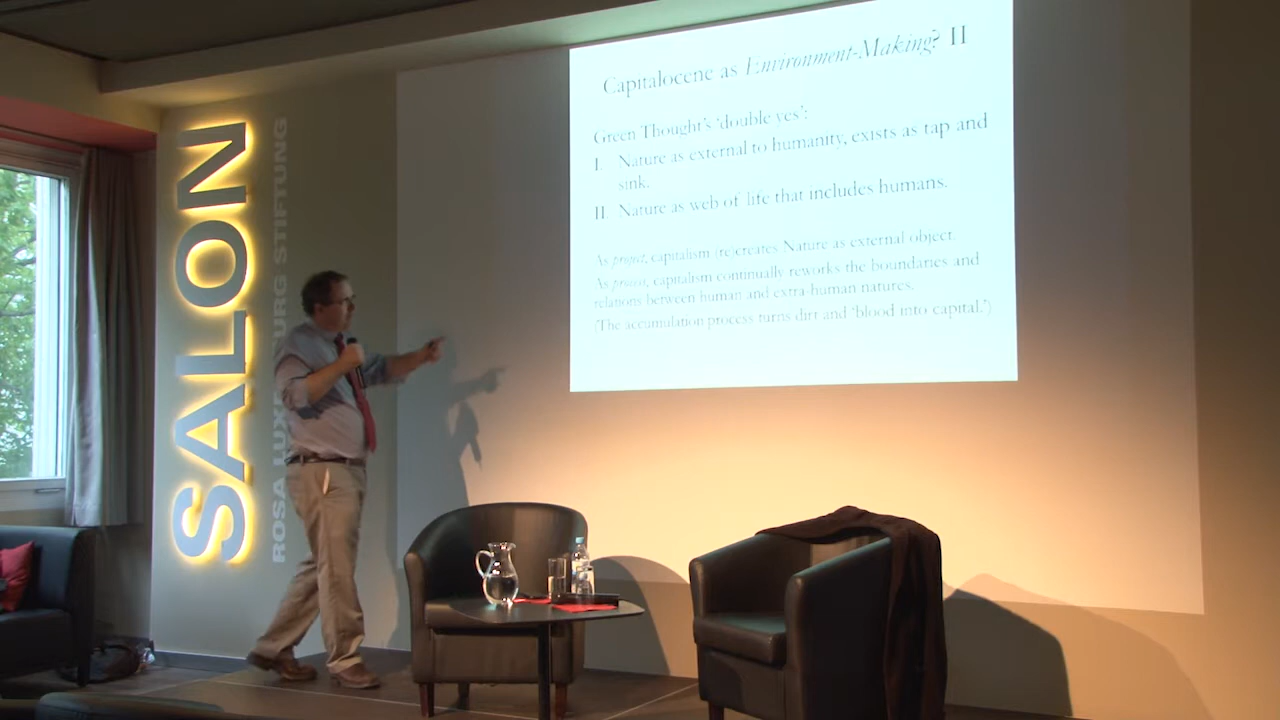 SALON
ROSA LUXEMBURG STIFTUNG
Capitalocene as Environment-Making? II
Green Thought's 'double yes':
I. Nature as external to humanity, exists as tap and
sink.
II. Nature as web of life that includes humans.
As project, capitalism (re)creates Nature as external object.
As process, capitalism continually reworks the boundaries and
relations between human and extra-human natures.
(The accumulation process turns dirt and 'blood into capital.')